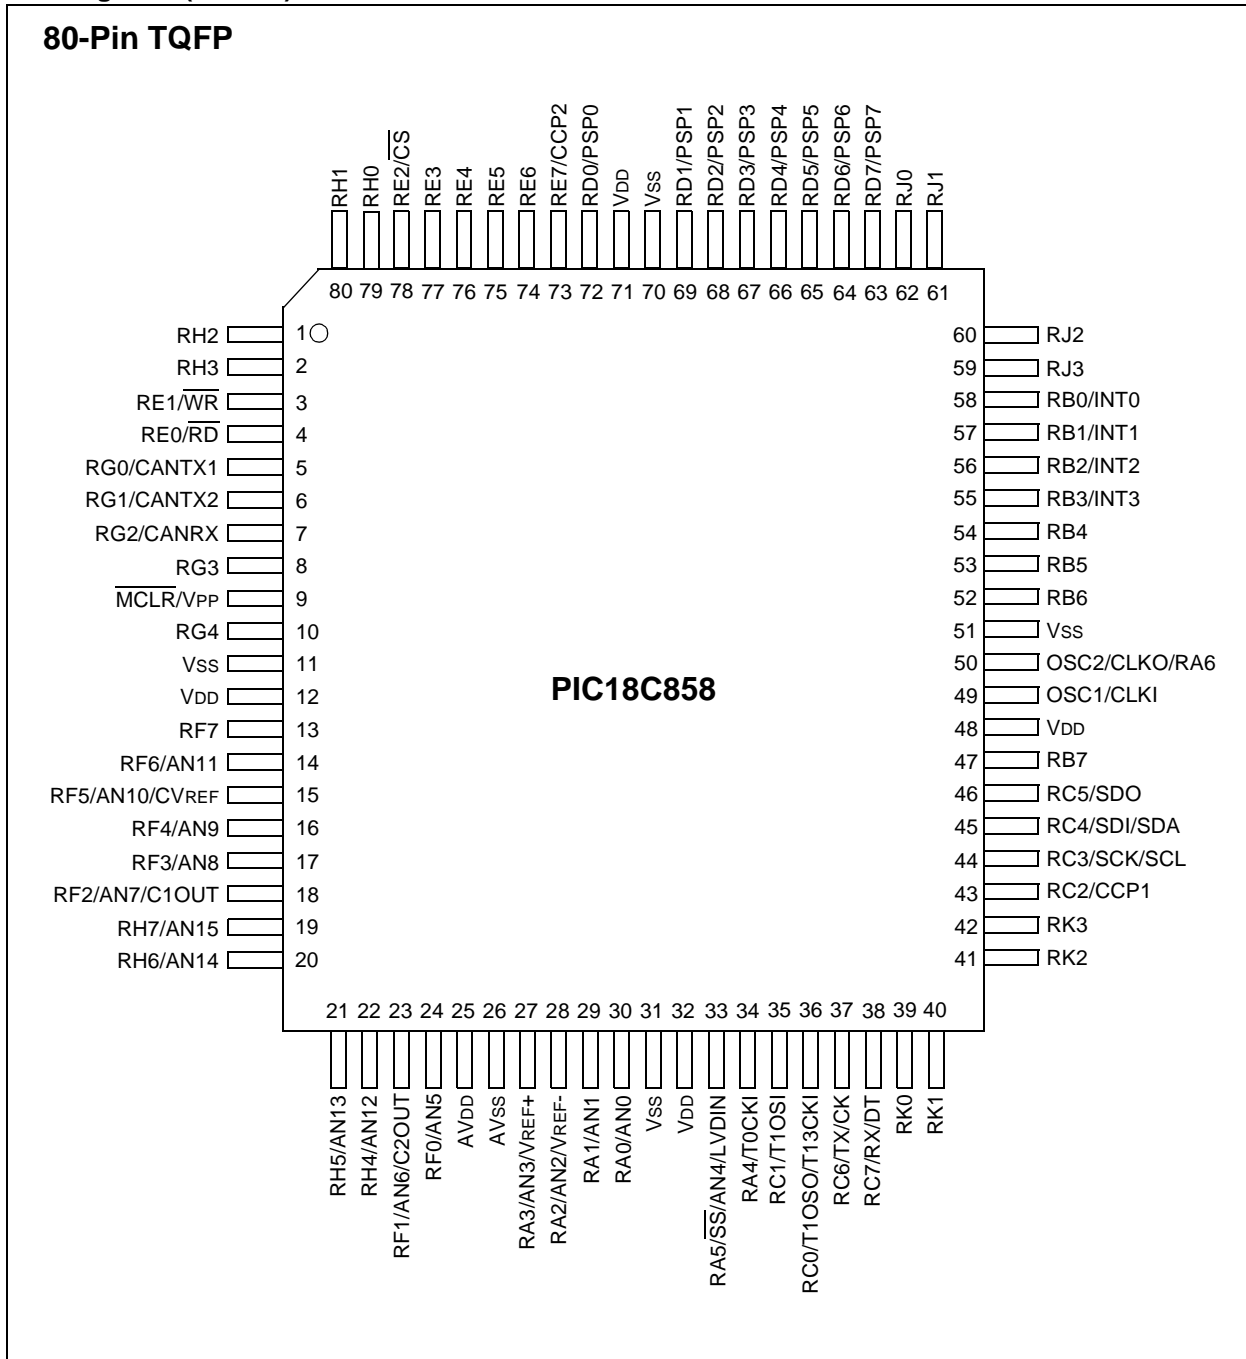 80-Pin TQFP
RH1
RH0
RE2/CS
RE3
RE4
RE5
RE6
RE7/CCP2
RD0/PSP0
VDD
VSS
RD1/PSP1
RD2/PSP2
RD3/PSP3
RD4/PSP4
RD5/PSP5
RD6/PSP6
RD7/PSP7
RJ0
RJ1
80 79 78 77 76 75 74 73 72 71 70 69 68 67 66 65 64 63 62 61
RH2 1
RH3 2
RE1/WR 3
RE0/RD 4
RG0/CANTX1 5
RG1/CANTX2 6
RG2/CANRX 7
RG3 8
MCLR/VPP 9
RG4 10
VSS 11
VDD 12
RF7 13
RF6/AN11 14
RF5/AN10/CVREF 15
RF4/AN9 16
RF3/AN8 17
RF2/AN7/C1OUT 18
RH7/AN15 19
RH6/AN14 20
PIC18C858
60 RJ2
59 RJ3
58 RB0/INT0
57 RB1/INT1
56 RB2/INT2
55 RB3/INT3
54 RB4
53 RB5
52 RB6
51 VSS
50 OSC2/CLKO/RA6
49 OSC1/CLKI
48 VDD
47 RB7
46 RC5/SDO
45 RC4/SDI/SDA
44 RC3/SCK/SCL
43 RC2/CCP1
42 RK3
41 RK2
21 22 23 24 25 26 27 28 29 30 31 32 33 34 35 36 37 38 39 40
RH5/AN13
RH4/AN12
RF1/AN6/C2OUT
RF0/AN5
AVDD
AVSS
RA3/AN3/VREF+
RA2/AN2/VREF-
RA1/AN1
RA0/AN0
VSS
VDD
RA5/SS/AN4/LVDIN
RA4/T0CKI
RC1/T1OSI
RC0/T1OSO/T13CKI
RC6/TX/CK
RC7/RX/DT
RK0
RK1